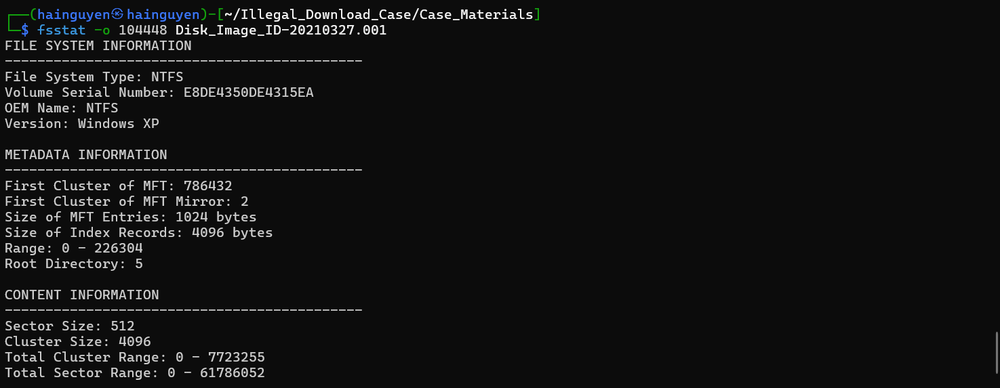 ┌──(hainguyen㉿hainguyen)-[~/Illegal_Download_Case/Case_Materials]
└─$ fsstat -o 104448 Disk_Image_ID-20210327.001
FILE SYSTEM INFORMATION
--------------------------------------------
File System Type: NTFS
Volume Serial Number: E8DE4350DE4315EA
OEM Name: NTFS
Version: Windows XP

METADATA INFORMATION
--------------------------------------------
First Cluster of MFT: 786432
First Cluster of MFT Mirror: 2
Size of MFT Entries: 1024 bytes
Size of Index Records: 4096 bytes
Range: 0 - 226304
Root Directory: 5

CONTENT INFORMATION
--------------------------------------------
Sector Size: 512
Cluster Size: 4096
Total Cluster Range: 0 - 7723255
Total Sector Range: 0 - 61786052